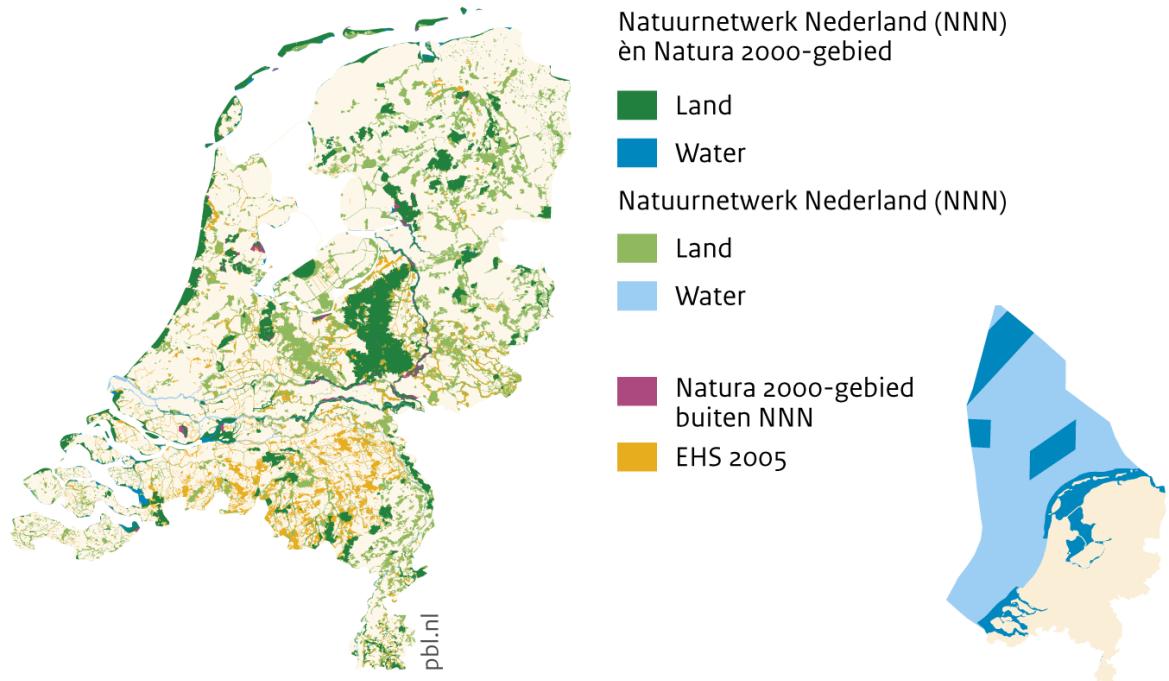 Natuurnetwerk Nederland (NNN)
èn Natura 2000-gebied
Land
Water
Natuurnetwerk Nederland (NNN)
Land
Water
Natura 2000-gebied
buiten NNN
EHS 2005
pbl.nl